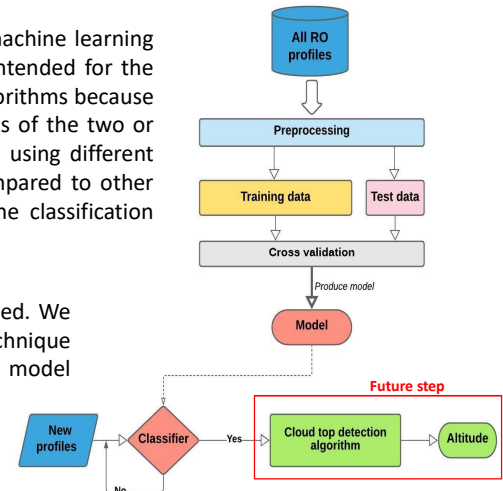 achine learning
ntended for the
gorithms because
s of the two or
using different
mpared to other
ne classification
ed. We
chnique
model
All RO
profiles
Preprocessing
Training data
Test data
Cross validation
Produce model
Model
Future step
New
profiles
Classifier
Yes
Cloud top detection
algorithm
Altitude
No